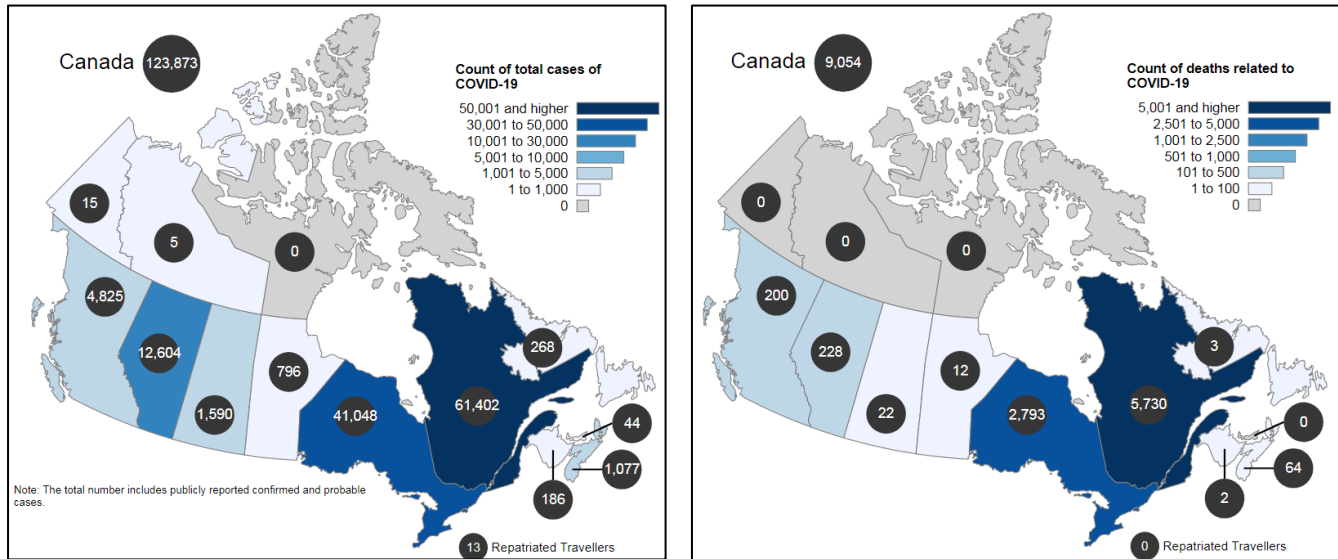 Canada 123,873
Count of total cases of
COVID-19
50,001 and higher
30,001 to 50,000
10,001 to 30,000
5,001 to 10,000
1,001 to 5,000
1 to 1,000
0
15
5
0
4,825
12,604
1,590
796
41,048
61,402
268
44
1,077
186
Note: The total number includes publicly reported confirmed and probable
cases.
13 Repatriated Travellers
Canada 9,054
Count of deaths related to
COVID-19
5,001 and higher
2,501 to 5,000
1,001 to 2,500
501 to 1,000
101 to 500
1 to 100
0
0
0
0
200
228
22
12
2,793
5,730
3
0
64
2
0 Repatriated Travellers